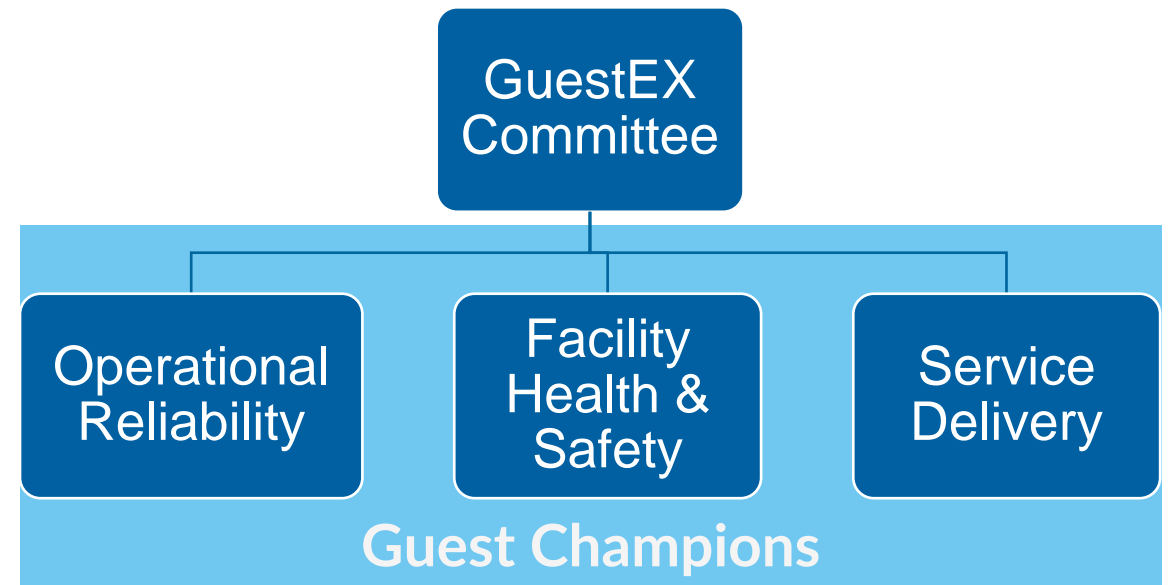 GuestEX
Committee
Operational
Reliability
Facility
Health &
Safety
Service
Delivery
Guest Champions